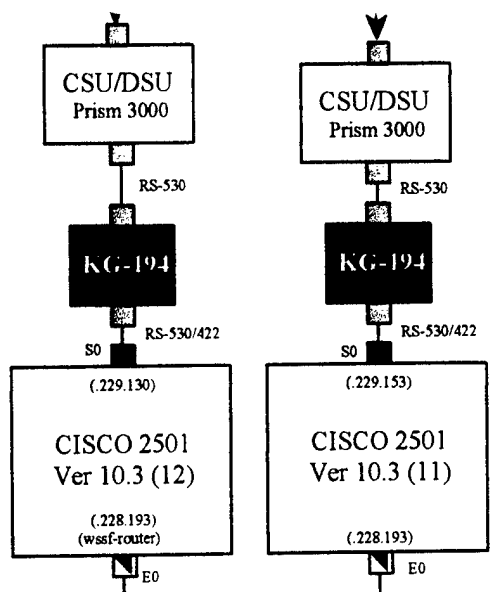 CSU/DSU
Prism 3000
RS-530
KG-194
RS-530/422
S0
(.229.130)
CISCO 2501
Ver 10.3 (12)
(.228.193)
(wssf-router)
E0
CSU/DSU
Prism 3000
RS-530
KG-194
RS-530/422
S0
(.229.153)
CISCO 2501
Ver 10.3 (11)
(.228.193)
E0